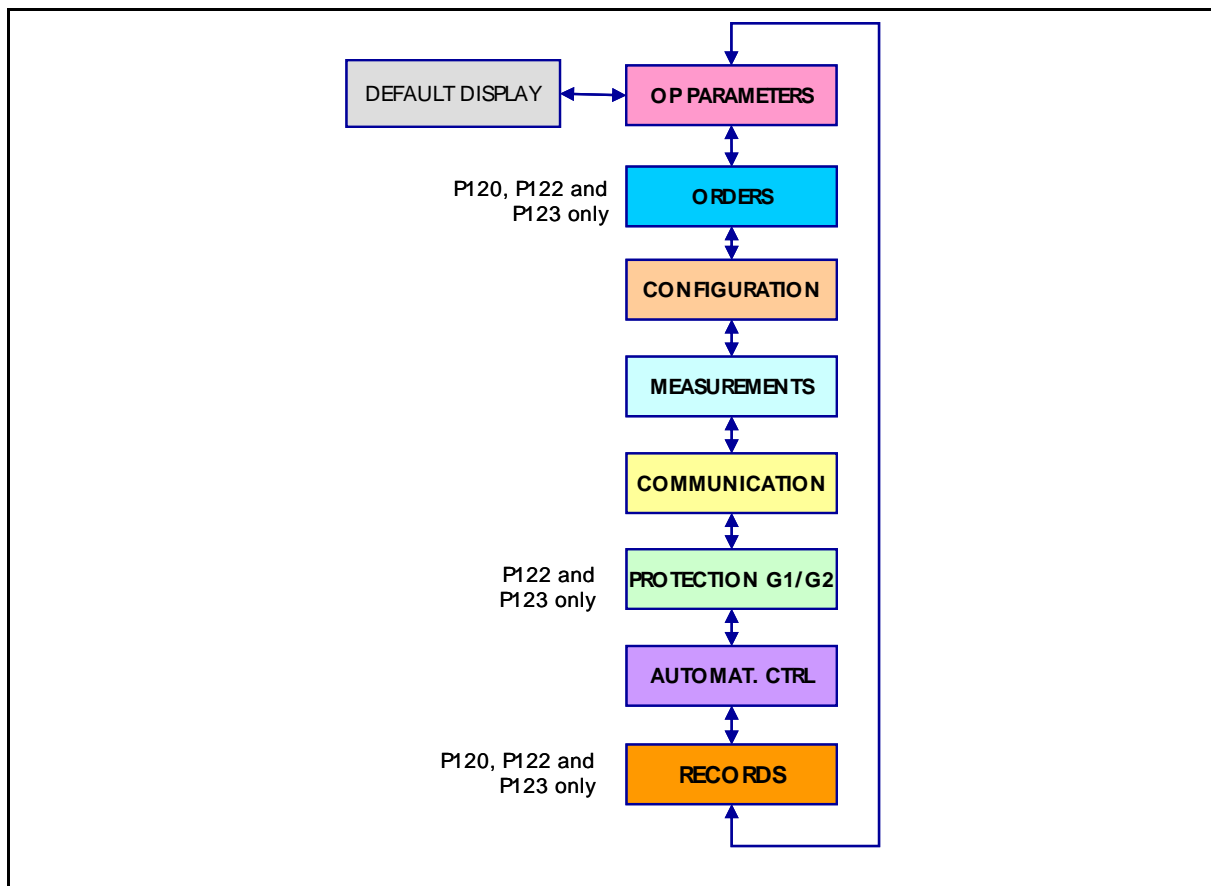 DEFAULT DISPLAY
OP PARAMETERS
P120, P122 and
P123 only
ORDERS
CONFIGURATION
MEASUREMENTS
COMMUNICATION
P122 and
P123 only
PROTECTION G1/G2
AUTOMAT. CTRL
P120, P122 and
P123 only
RECORDS